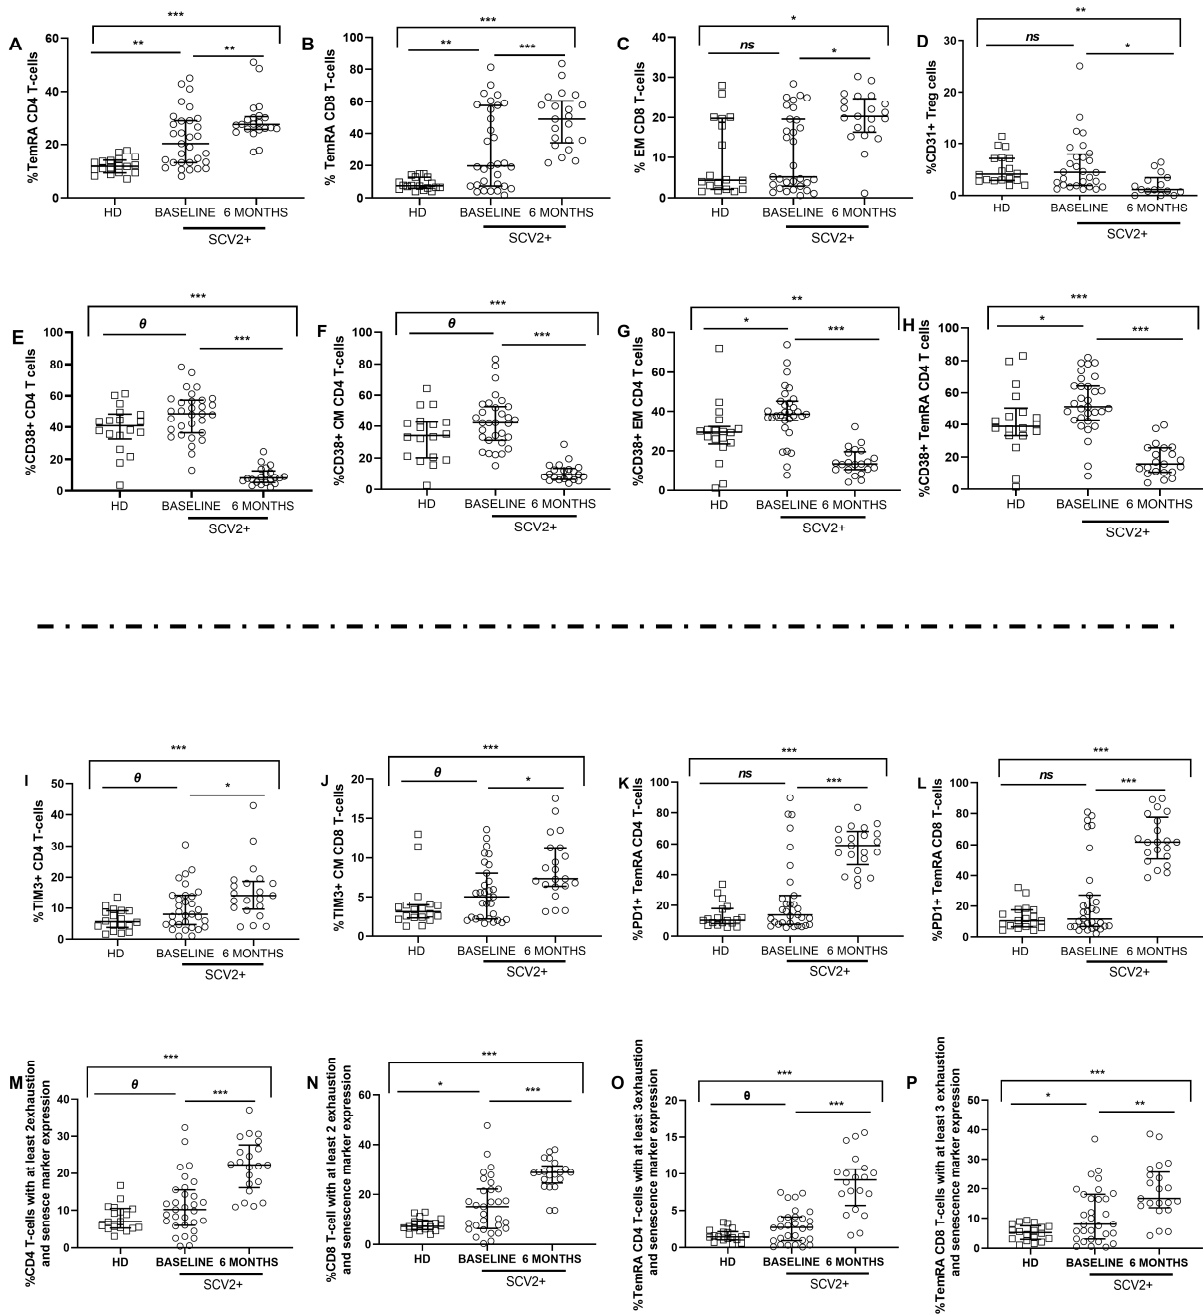 A
%TemRA CD4 T-cells
***
**
**
60
40
20
0
HD
BASELINE
6 MONTHS
SCV2+
B
% TemRA CD8 T-cells
***
**
***
100
80
60
40
20
0
HD
BASELINE
6 MONTHS
SCV2+
C
% EM CD8 T-cells
*
ns
*
40
30
20
10
0
HD
BASELINE
6 MONTHS
SCV2+
D
%CD31+ Treg cells
**
ns
*
30
20
10
0
HD
BASELINE
6 MONTHS
SCV2+
E
%CD38+ CD4 T cells
***
θ
***
100
80
60
40
20
0
HD
BASELINE
6 MONTHS
SCV2+
F
%CD38+ CM CD4 T-cells
***
θ
***
100
80
60
40
20
0
HD
BASELINE
6 MONTHS
SCV2+
G
%CD38+ EM CD4 T-cells
**
*
***
80
60
40
20
0
HD
BASELINE
6 MONTHS
SCV2+
H
%CD38+ TemRA CD4 T cells
***
*
***
100
80
60
40
20
0
HD
BASELINE
6 MONTHS
SCV2+
I
%TIM3+ CD4 T-cells
***
θ
*
50
40
30
20
10
0
HD
BASELINE
6 MONTHS
SCV2+
J
%TIM3+ CM CD8 T-cells
***
θ
*
20
15
10
5
0
HD
BASELINE
6 MONTHS
SCV2+
K
%PD1+ TemRA CD4 T-cells
***
ns
***
100
80
60
40
20
0
HD
BASELINE
6 MONTHS
SCV2+
L
%PD1+ TemRA CD8 T-cells
***
ns
***
100
80
60
40
20
0
HD
BASELINE
6 MONTHS
SCV2+
M
%CD4 T-cells with at least 2exhaustion
and senesence marker expression
***
θ
***
40
30
20
10
0
HD
BASELINE
6 MONTHS
SCV2+
N
%CD8 T-cell with at least 2 exhaustion
and senescence marker expression
***
*
***
60
40
20
0
HD
BASELINE
6 MONTHS
SCV2+
O
%TemRA CD4 T-cells with at least 3exhaustion
and senescence marker expression
***
θ
***
20
15
10
5
0
HD
BASELINE
6 MONTHS
SCV2+
P
%TemRA CD8 T-cells with at least 3 exhaustion
and senescence marker expression
***
*
**
50
40
30
20
10
0
HD
BASELINE
6 MONTHS
SCV2+